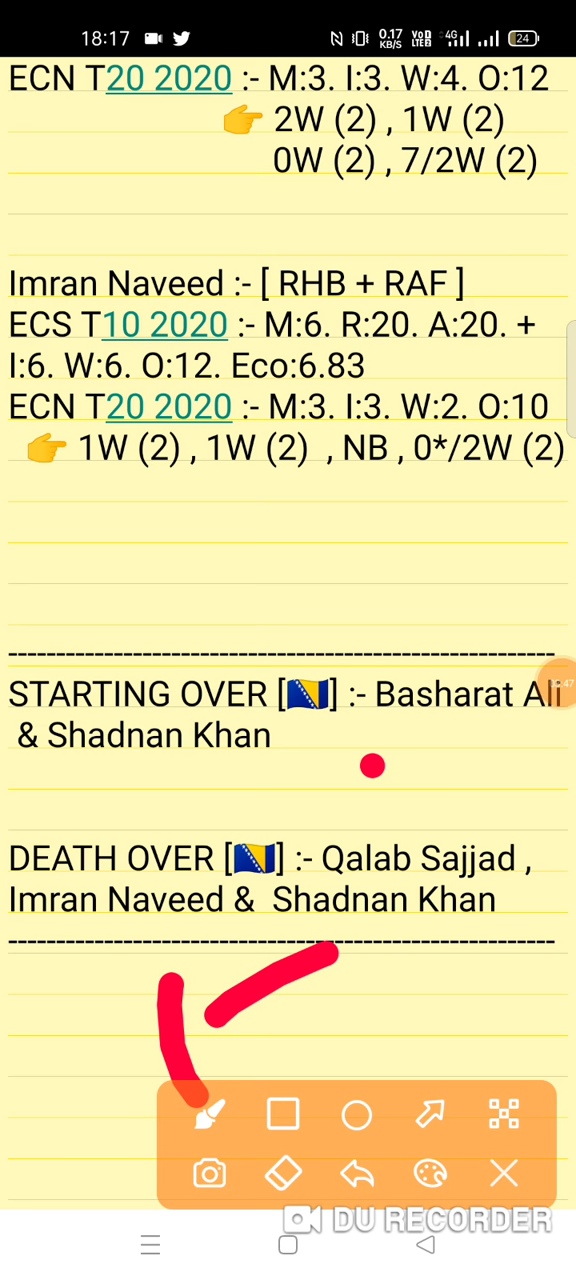 18:17 0.17 KB/S VoD LTE2 4G 24
ECN T20 2020 :- M:3. I:3. W:4. O:12
👉 2W (2) , 1W (2)
0W (2) , 7/2W (2)
Imran Naveed :- [ RHB + RAF ]
ECS T10 2020 :- M:6. R:20. A:20. +
I:6. W:6. O:12. Eco:6.83
ECN T20 2020 :- M:3. I:3. W:2. O:10
👉 1W (2) , 1W (2) , NB , 0*/2W (2)
--------------------------------------------------------
STARTING OVER [🇧🇦] :- Basharat Ali
& Shadnan Khan
DEATH OVER [🇧🇦] :- Qalab Sajjad ,
Imran Naveed & Shadnan Khan
--------------------------------------------------------
DU RECORDER